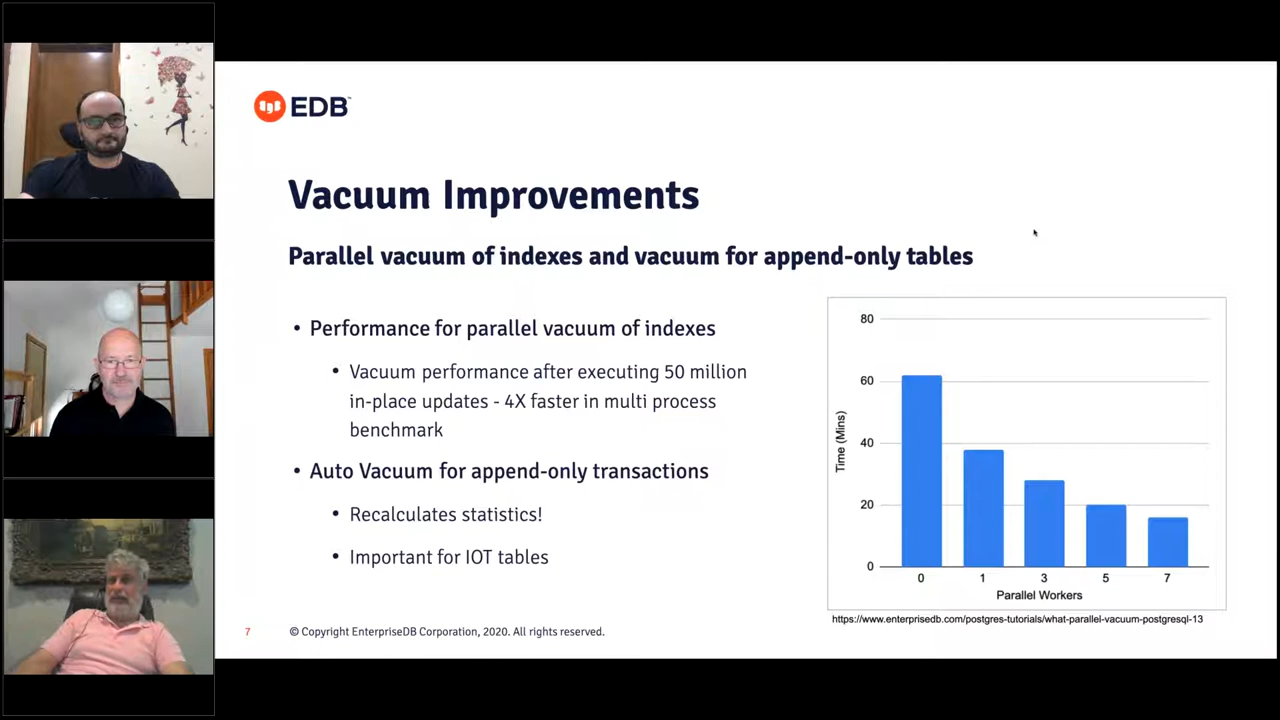 EDB
Vacuum Improvements
Parallel vacuum of indexes and vacuum for append-only tables
• Performance for parallel vacuum of indexes
• Vacuum performance after executing 50 million
in-place updates - 4X faster in multi process
benchmark
• Auto Vacuum for append-only transactions
• Recalculates statistics!
• Important for IOT tables
80
60
40
20
0
Time (Mins)
0 1 3 5 7
Parallel Workers
https://www.enterprisedb.com/postgres-tutorials/what-parallel-vacuum-postgresql-13
7 © Copyright EnterpriseDB Corporation, 2020. All rights reserved.